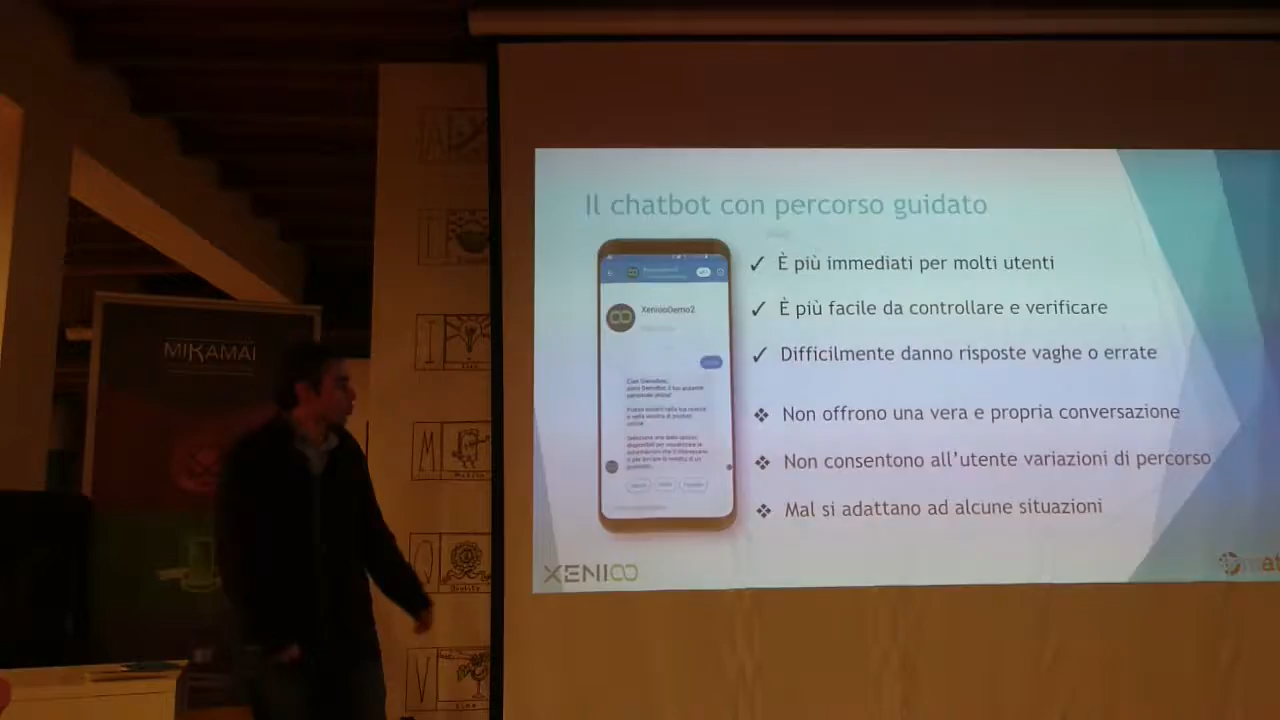 MIKAMAI
Il chatbot con percorso guidato
✓ È più immediati per molti utenti
✓ È più facile da controllare e verificare
✓ Difficilmente danno risposte vaghe o errate
❖ Non offrono una vera e propria conversazione
❖ Non consentono all'utente variazioni di percorso
❖ Mal si adattano ad alcune situazioni
XeniooDemo2
XENIOO
I
M
Q
V